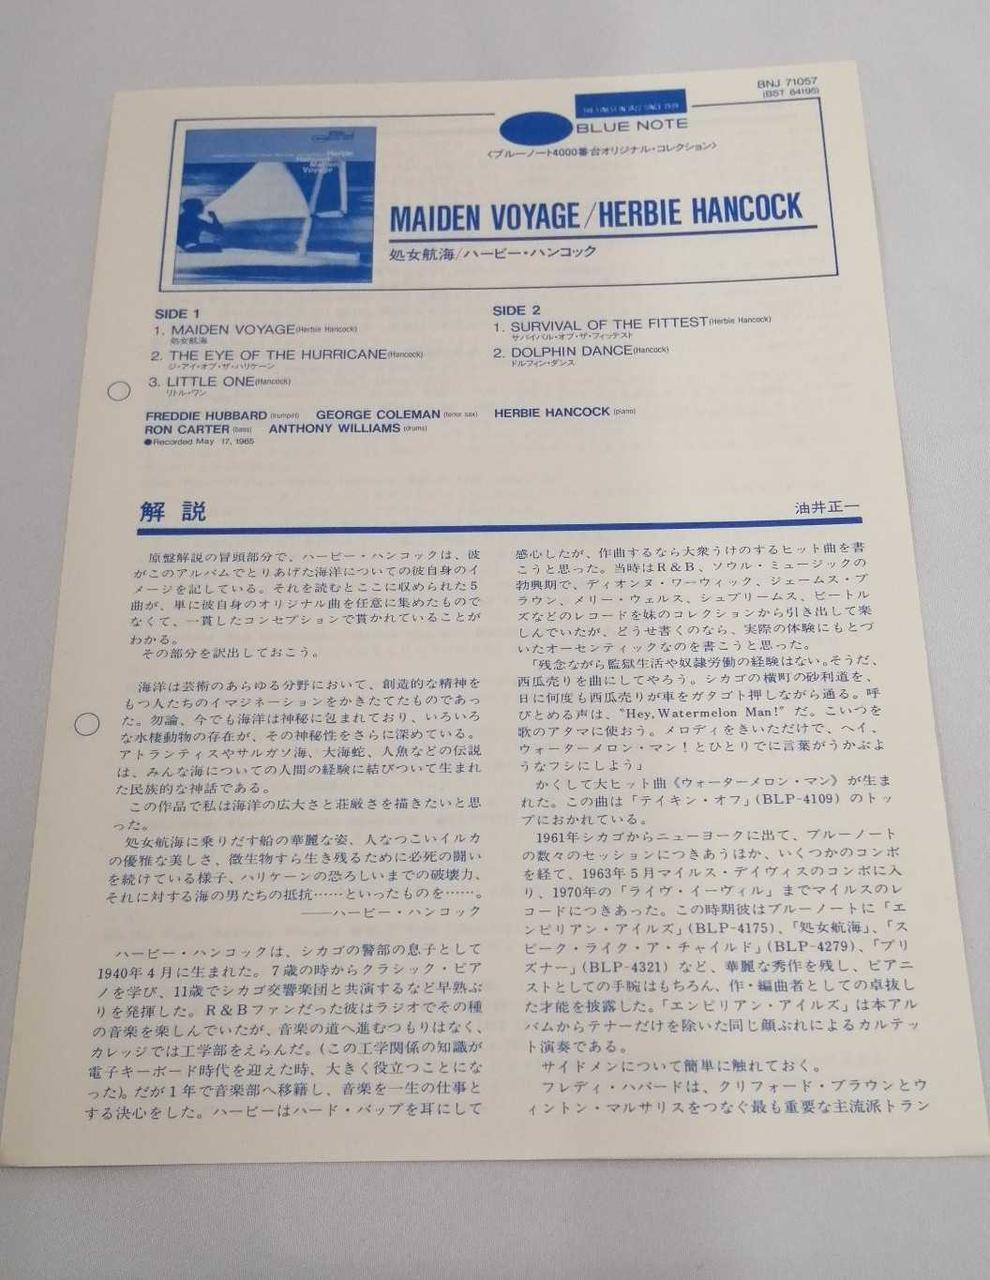 BNJ 71057
(BST 84195)
THE FINEST IN JAZZ SINCE 1939
BLUE NOTE
〈ブルーノート4000番台オリジナル・コレクション〉
Herbie
Hancock
Maiden
Voyage
MAIDEN VOYAGE/HERBIE HANCOCK
処女航海/ハービー・ハンコック
SIDE 1
1. MAIDEN VOYAGE(Herbie Hancock)
処女航海
2. THE EYE OF THE HURRICANE(Hancock)
ジ・アイ・オブ・ザ・ハリケーン
3. LITTLE ONE(Hancock)
リトル・ワン
SIDE 2
1. SURVIVAL OF THE FITTEST(Herbie Hancock)
サバイバル・オブ・ザ・フィッテスト
2. DOLPHIN DANCE(Hancock)
ドルフィン・ダンス
FREDDIE HUBBARD (trumpet) GEORGE COLEMAN (tenor sax) HERBIE HANCOCK (piano)
RON CARTER (bass) ANTHONY WILLIAMS (drums)
●Recorded May 17, 1965
解説
油井正一
原盤解説の冒頭部分で、ハービー・ハンコックは、彼
がこのアルバムでとりあげた海洋についての彼自身のイ
メージを記している。それを読むとここに収められた5
曲が、単に彼自身のオリジナル曲を任意に集めたもので
なくて、一貫したコンセプションで貫かれていることが
わかる。
その部分を訳出しておこう。
海洋は芸術のあらゆる分野において、創造的な精神を
もつ人たちのイマジネーションをかきたてたものであっ
た。勿論、今でも海洋は神秘に包まれており、いろいろ
な水棲動物の存在が、その神秘性をさらに深めている。
アトランティスやサルガソ海、大海蛇、人魚などの伝説
は、みんな海についての人間の経験に結びついて生まれ
た民族的な神話である。
この作品で私は海洋の広大さと荘厳さを描きたいと思
った。
処女航海に乗りだす船の華麗な姿、人なつこいイルカ
の優雅な美しさ、微生物すら生き残るために必死の闘い
を続けている様子、ハリケーンの恐ろしいまでの破壊力、
それに対する海の男たちの抵抗……といったものを……。
——ハービー・ハンコック
ハービー・ハンコックは、シカゴの警部の息子として
1940年4月に生まれた。7歳の時からクラシック・ピア
ノを学び、11歳でシカゴ交響楽団と共演するなど早熟ぶ
りを発揮した。R&Bファンだった彼はラジオでその種
の音楽を楽しんでいたが、音楽の道へ進むつもりはなく、
カレッジでは工学部をえらんだ。(この工学関係の知識が
電子キーボード時代を迎えた時、大きく役立つことにな
った)。だが1年で音楽部へ移籍し、音楽を一生の仕事と
する決心をした。ハービーはハード・バップを耳にして
感心したが、作曲するなら大衆うけのするヒット曲を書
こうと思った。当時はR&B、ソウル・ミュージックの
勃興期で、ディオンヌ・ワーウィック、ジェームス・ブ
ラウン、メリー・ウェルス、シュプリームス、ビートル
ズなどのレコードを妹のコレクションから引き出して楽
しんでいたが、どうせ書くのなら、実際の体験にもとづ
いたオーセンティックなのを書こうと思った。
「残念ながら監獄生活や奴隷労働の経験はない。そうだ、
西瓜売りを曲にしてやろう。シカゴの横町の砂利道を、
日に何度も西瓜売りが車をガタゴト押しながら通る。呼
びとめる声は、"Hey, Watermelon Man!" だ。こいつを
歌のアタマに使おう。メロディをきいただけで、ヘイ、
ウォーターメロン・マン!とひとりでに言葉がうかぶよ
うなフシにしよう」
かくして大ヒット曲《ウォーターメロン・マン》が生ま
れた。この曲は「テイキン・オフ」(BLP-4109) のトッ
プにおかれている。
1961年シカゴからニューヨークに出て、ブルーノート
の数々のセッションにつきあうほか、いくつかのコンボ
を経て、1963年5月マイルス・デイヴィスのコンボに入
り、1970年の「ライヴ・イーヴィル」までマイルスのレ
コードにつきあった。この時期彼はブルーノートに「エ
ンピリアン・アイルズ」(BLP-4175)、「処女航海」、「ス
ピーク・ライク・ア・チャイルド」(BLP-4279)、「プリ
ズナー」(BLP-4321) など、華麗な秀作を残し、ピアニ
ストとしての手腕はもちろん、作・編曲者としての卓抜し
た才能を披露した。「エンピリアン・アイルズ」は本アル
バムからテナーだけを除いた同じ顔ぶれによるカルテッ
ト演奏である。
サイドメンについて簡単に触れておく。
フレディ・ハバードは、クリフォード・ブラウンとウ
ィントン・マルサリスをつなぐ最も重要な主流派トラン